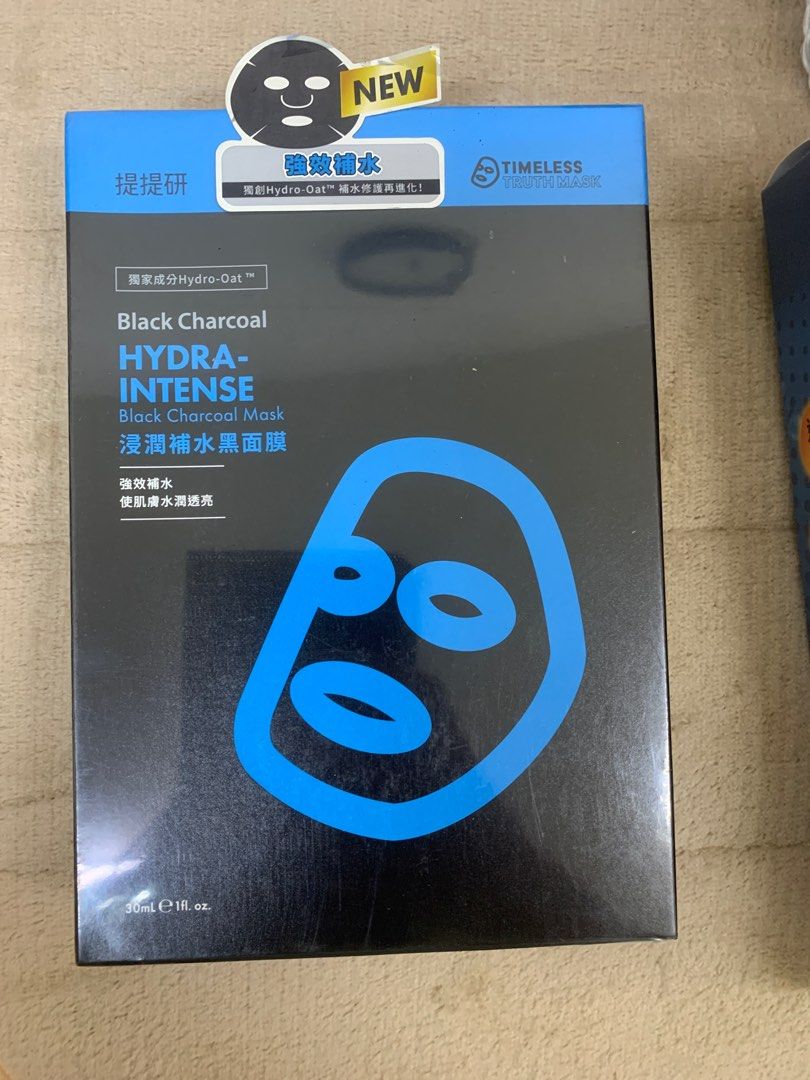 NEW
強效補水
獨創Hydro-Oat™ 補水修護再進化！
提提研
TIMELESS
TRUTH MASK
獨家成分Hydro-Oat™
Black Charcoal
HYDRA-
INTENSE
Black Charcoal Mask
浸潤補水黑面膜
強效補水
使肌膚水潤透亮
30mL ℮ 1fl. oz.